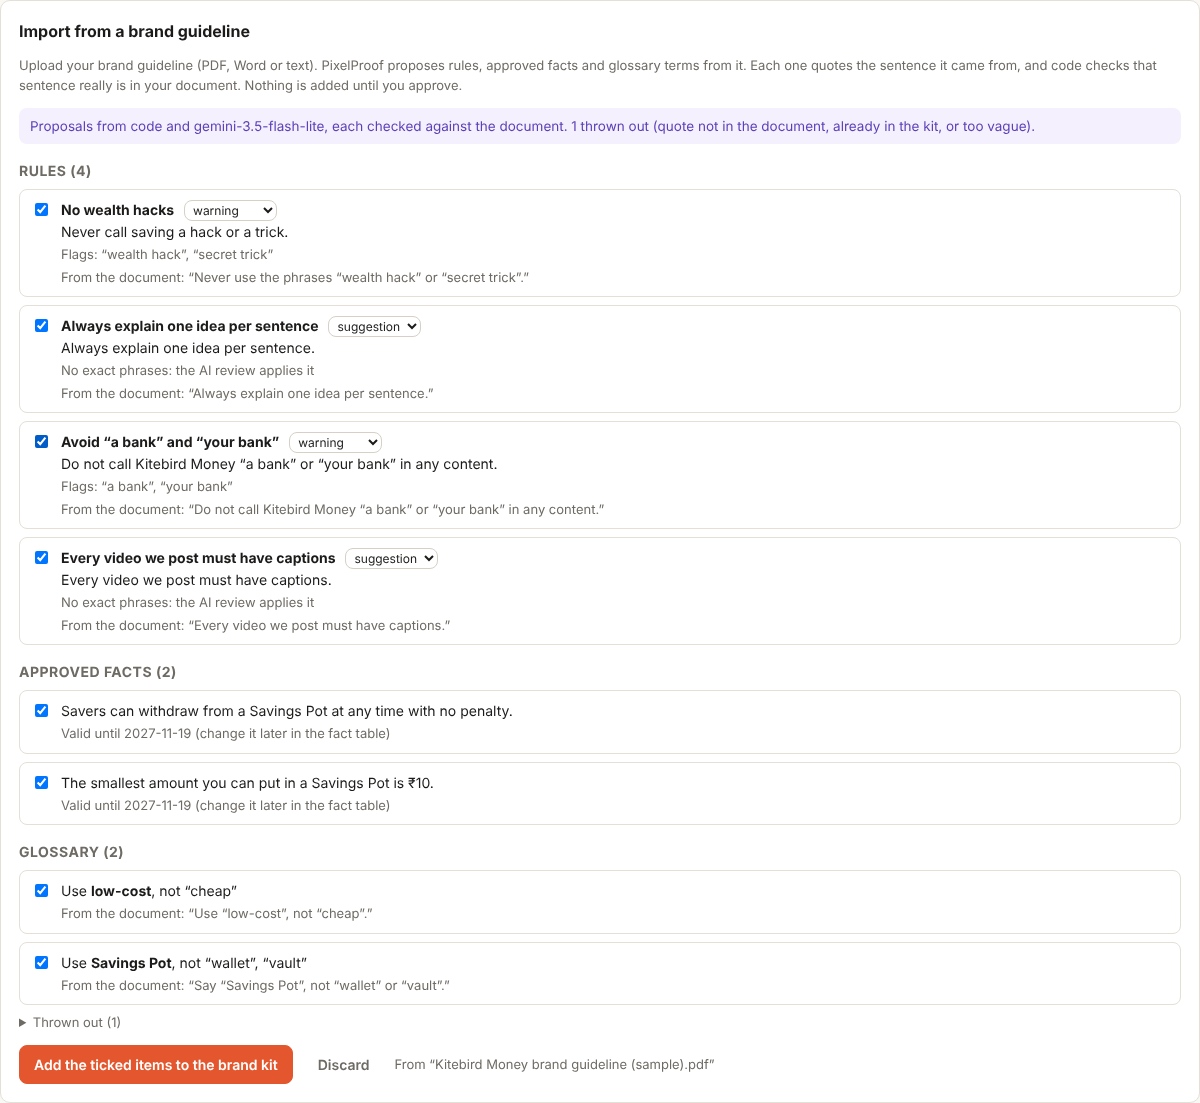 Import from a brand guideline
Upload your brand guideline (PDF, Word or text). PixelProof proposes rules, approved facts and glossary terms from it. Each one quotes the sentence it came from, and code checks that
sentence really is in your document. Nothing is added until you approve.
Proposals from code and gemini-3.5-flash-lite, each checked against the document. 1 thrown out (quote not in the document, already in the kit, or too vague).
RULES (4)
No wealth hacks warning
Never call saving a hack or a trick.
Flags: “wealth hack”, “secret trick”
From the document: “Never use the phrases “wealth hack” or “secret trick”.”
Always explain one idea per sentence suggestion
Always explain one idea per sentence.
No exact phrases: the AI review applies it
From the document: “Always explain one idea per sentence.”
Avoid “a bank” and “your bank” warning
Do not call Kitebird Money “a bank” or “your bank” in any content.
Flags: “a bank”, “your bank”
From the document: “Do not call Kitebird Money “a bank” or “your bank” in any content.”
Every video we post must have captions suggestion
Every video we post must have captions.
No exact phrases: the AI review applies it
From the document: “Every video we post must have captions.”
APPROVED FACTS (2)
Savers can withdraw from a Savings Pot at any time with no penalty.
Valid until 2027-11-19 (change it later in the fact table)
The smallest amount you can put in a Savings Pot is ₹10.
Valid until 2027-11-19 (change it later in the fact table)
GLOSSARY (2)
Use low-cost, not “cheap”
From the document: “Use “low-cost”, not “cheap”.”
Use Savings Pot, not “wallet”, “vault”
From the document: “Say “Savings Pot”, not “wallet” or “vault”.”
Thrown out (1)
Add the ticked items to the brand kit Discard From “Kitebird Money brand guideline (sample).pdf”